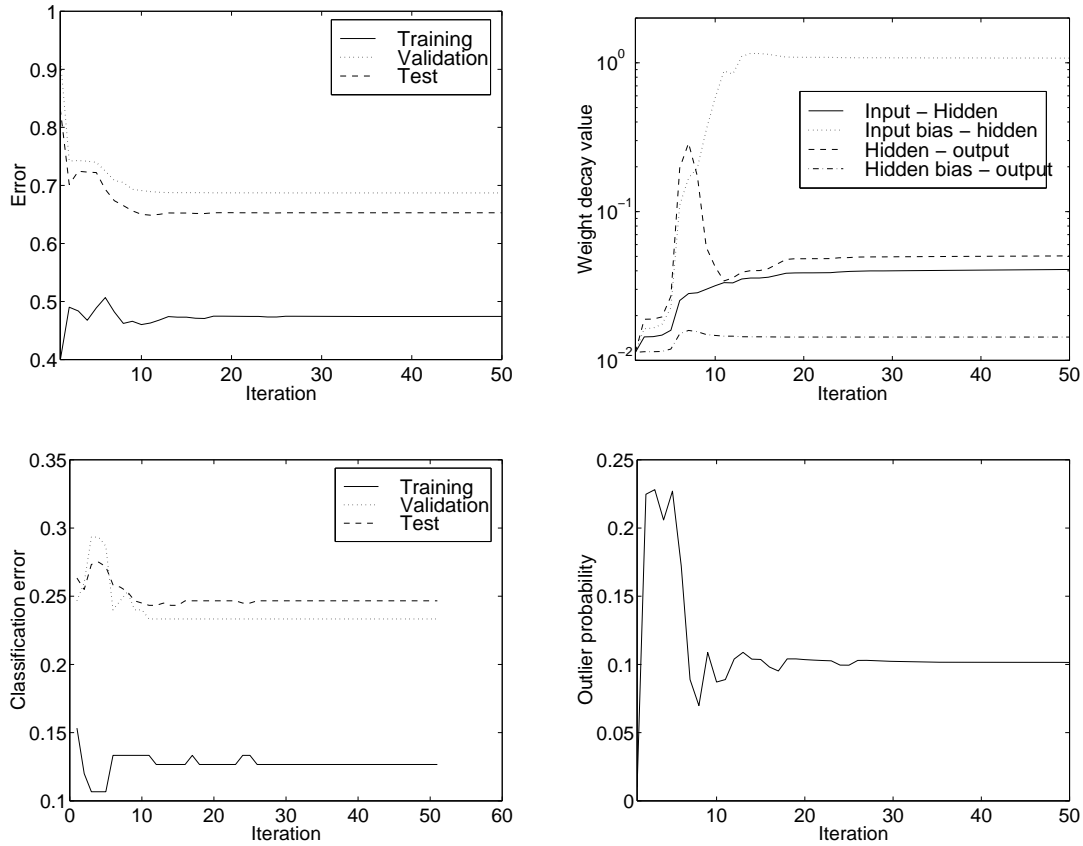 1
0.9
0.8
0.7
0.6
0.5
0.4
Error
Training
Validation
Test
10 20 30 40 50
Iteration
10^0
10^−1
10^−2
Weight decay value
Input − Hidden
Input bias − hidden
Hidden − output
Hidden bias − output
10 20 30 40 50
Iteration
0.35
0.3
0.25
0.2
0.15
0.1
Classification error
Training
Validation
Test
0 10 20 30 40 50 60
Iteration
0.25
0.2
0.15
0.1
0.05
0
Outlier probability
10 20 30 40 50
Iteration